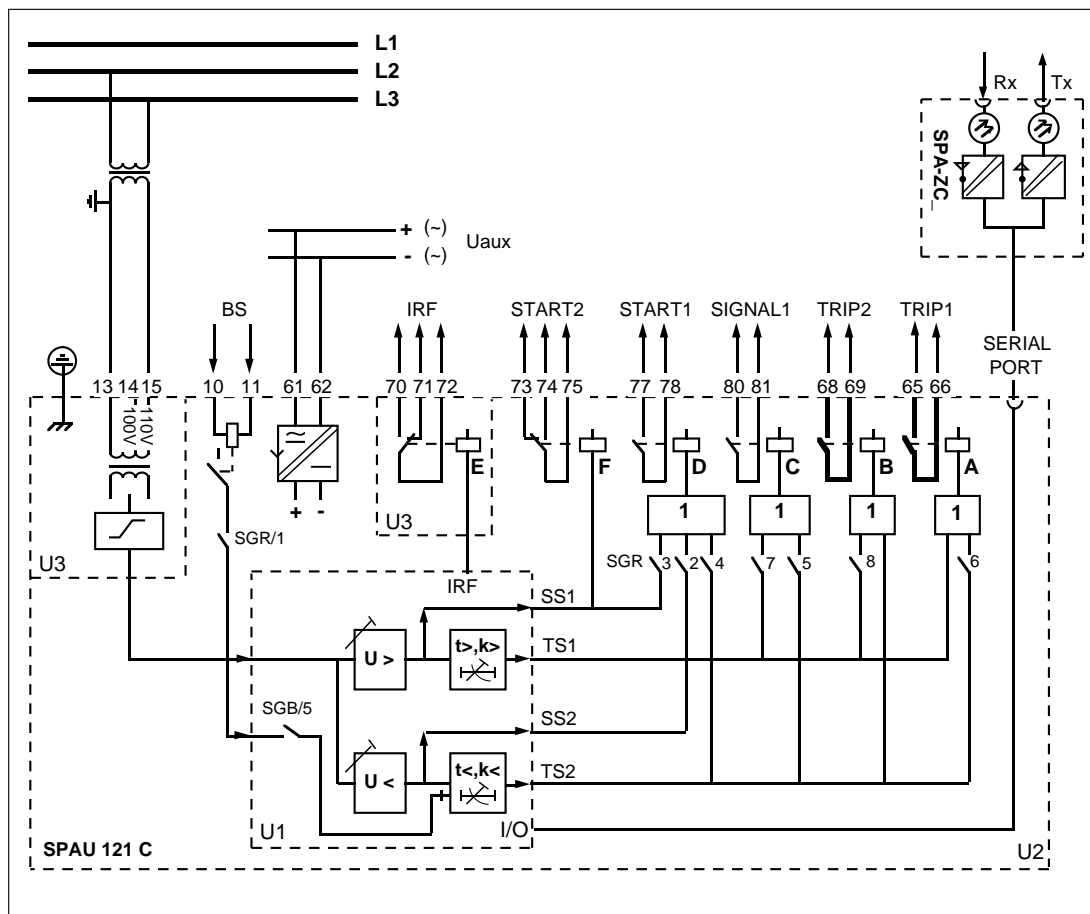 L1
L2
L3
Rx Tx
SPA-ZC_
+ (~)
- (~)
Uaux
BS IRF START2 START1 SIGNAL1 TRIP2 TRIP1
SERIAL
PORT
13 14 15 10 11 61 62 70 71 72 73 74 75 77 78 80 81 68 69 65 66
100V
110V
E F D C B A
+ -
1 1 1 1
SGR/1
U3
U3
SGR 3 2 4 7 5 8 6
IRF
SS1
U >
t>,k>
TS1
SGB/5
SS2
U <
t<,k<
TS2
U1
I/O
SPAU 121 C
U2